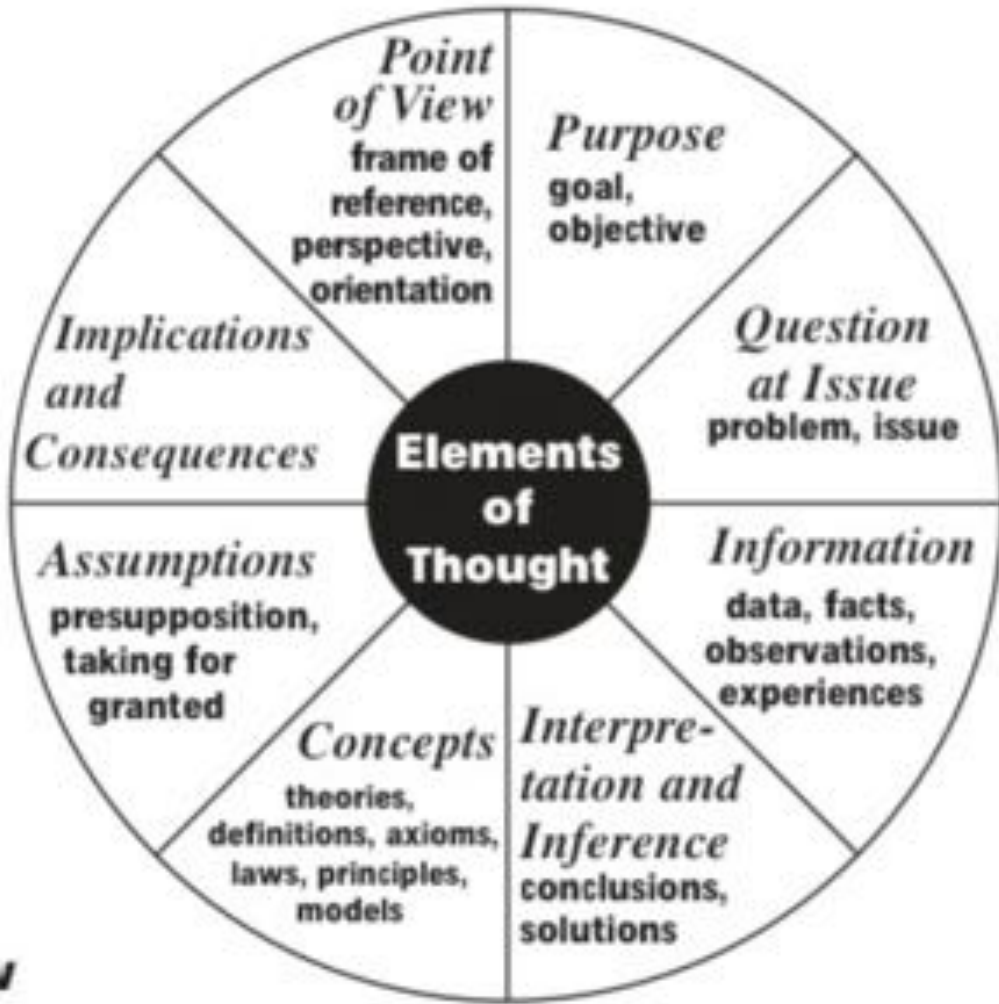 Point
of View
frame of
reference,
perspective,
orientation
Purpose
goal,
objective
Question
at Issue
problem, issue
Information
data, facts,
observations,
experiences
Interpre-
tation and
Inference
conclusions,
solutions
Concepts
theories,
definitions, axioms,
laws, principles,
models
Assumptions
presupposition,
taking for
granted
Implications
and
Consequences
Elements
of
Thought